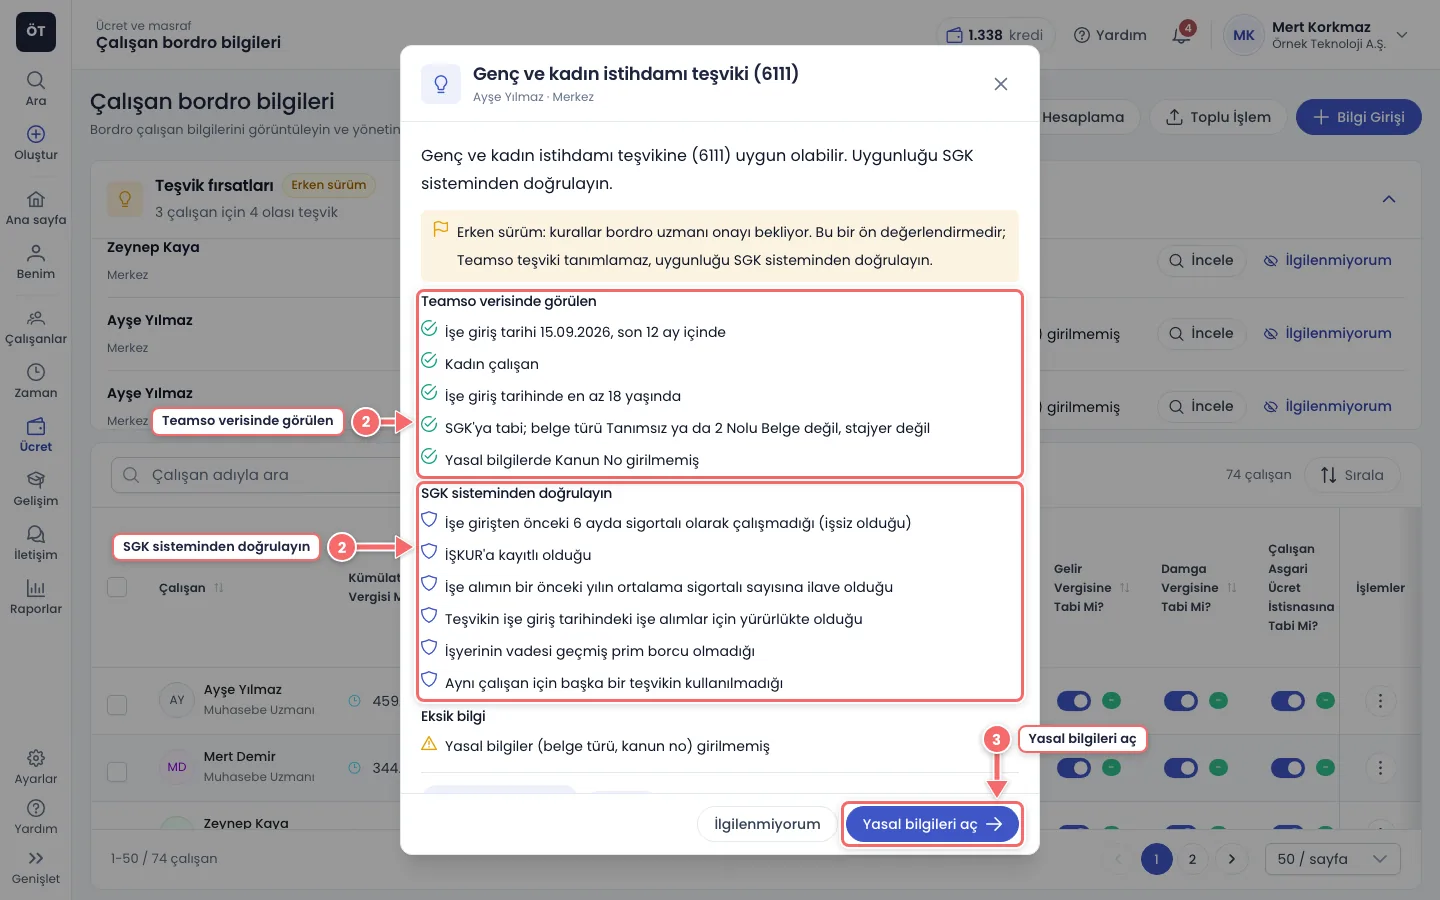 ÖT
Ara
Oluştur
Ana sayfa
Benim
Çalışanlar
Zaman
Ücret
Gelişim
İletişim
Raporlar
Ayarlar
Yardım
Genişlet
Ücret ve masraf
Çalışan bordro bilgileri
1.338 kredi
Yardım
4
MK
Mert Korkmaz
Örnek Teknoloji A.Ş.
Çalışan bordro bilgileri
Bordro çalışan bilgilerini görüntüleyin ve yönetin
Hesaplama
Toplu İşlem
Bilgi Girişi
Teşvik fırsatları
Erken sürüm
3 çalışan için 4 olası teşvik
Zeynep Kaya
Merkez
İncele
İlgilenmiyorum
Ayşe Yılmaz
Merkez
) girilmemiş
İncele
İlgilenmiyorum
Ayşe Yılmaz
Merkez
) girilmemiş
İncele
İlgilenmiyorum
Çalışan adıyla ara
74 çalışan
Sırala
Çalışan
Kümülat
Vergisi M
Gelir
Vergisine
Tabi Mi?
Damga
Vergisine
Tabi Mi?
Çalışan
Asgari
Ücret
İstisnasına
Tabi Mi?
İşlemler
AY
Ayşe Yılmaz
Muhasebe Uzmanı
459.
MD
Mert Demir
Muhasebe Uzmanı
344.
Zeynep Kaya
1-50 / 74 çalışan
1
2
50 / sayfa
Genç ve kadın istihdamı teşviki (6111)
Ayşe Yılmaz · Merkez
Genç ve kadın istihdamı teşvikine (6111) uygun olabilir. Uygunluğu SGK
sisteminden doğrulayın.
Erken sürüm: kurallar bordro uzmanı onayı bekliyor. Bu bir ön değerlendirmedir;
Teamso teşviki tanımlamaz, uygunluğu SGK sisteminden doğrulayın.
Teamso verisinde görülen
İşe giriş tarihi 15.09.2026, son 12 ay içinde
Kadın çalışan
İşe giriş tarihinde en az 18 yaşında
SGK'ya tabi; belge türü Tanımsız ya da 2 Nolu Belge değil, stajyer değil
Yasal bilgilerde Kanun No girilmemiş
Teamso verisinde görülen
2
SGK sisteminden doğrulayın
İşe girişten önceki 6 ayda sigortalı olarak çalışmadığı (işsiz olduğu)
İŞKUR'a kayıtlı olduğu
İşe alımın bir önceki yılın ortalama sigortalı sayısına ilave olduğu
Teşvikin işe giriş tarihindeki işe alımlar için yürürlükte olduğu
İşyerinin vadesi geçmiş prim borcu olmadığı
Aynı çalışan için başka bir teşvikin kullanılmadığı
SGK sisteminden doğrulayın
2
Eksik bilgi
Yasal bilgiler (belge türü, kanun no) girilmemiş
3
Yasal bilgileri aç
İlgilenmiyorum
Yasal bilgileri aç